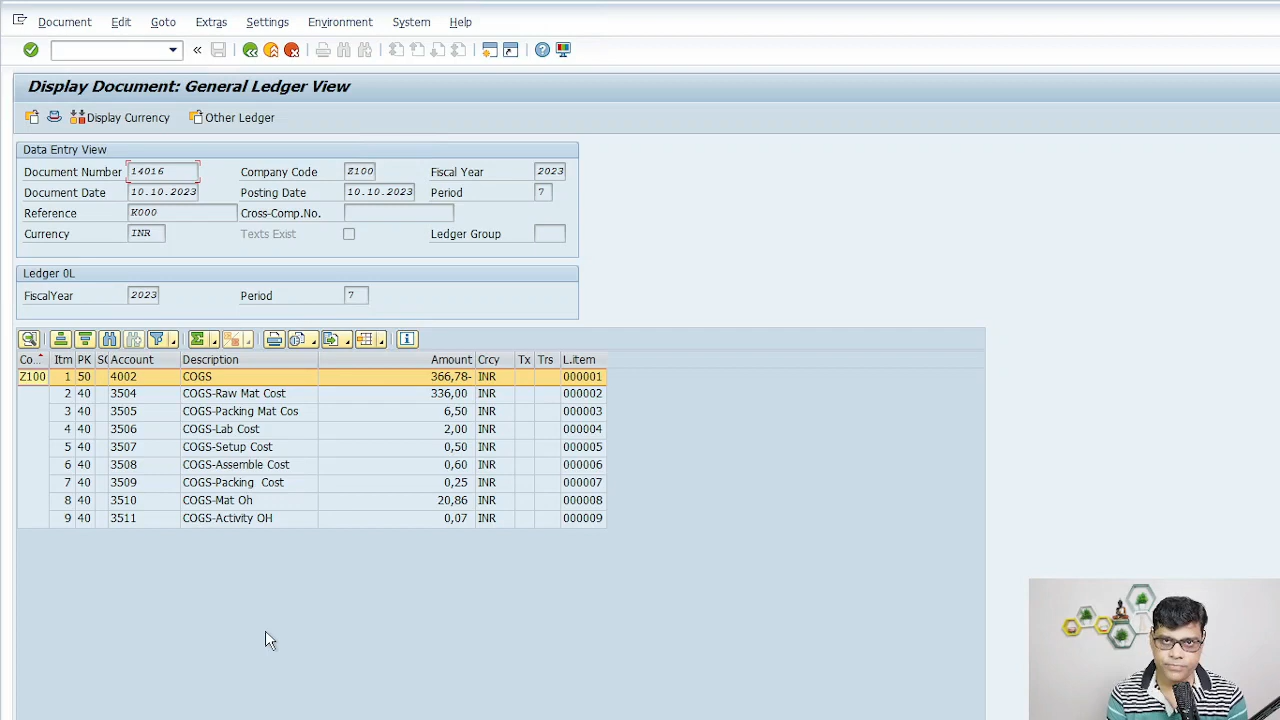 Document Edit Goto Extras Settings Environment System Help
Display Document: General Ledger View
Display Currency Other Ledger
Data Entry View
Document Number 14016 Company Code Z100 Fiscal Year 2023
Document Date 10.10.2023 Posting Date 10.10.2023 Period 7
Reference K000 Cross-Comp.No.
Currency INR Texts Exist Ledger Group
Ledger 0L
FiscalYear 2023 Period 7
Co... Itm PK Account Description Amount Crcy Tx Trs L.item
Z100 1 50 4002 COGS 366,78- INR 000001
2 40 3504 COGS-Raw Mat Cost 336,00 INR 000002
3 40 3505 COGS-Packing Mat Cos 6,50 INR 000003
4 40 3506 COGS-Lab Cost 2,00 INR 000004
5 40 3507 COGS-Setup Cost 0,50 INR 000005
6 40 3508 COGS-Assemble Cost 0,60 INR 000006
7 40 3509 COGS-Packing Cost 0,25 INR 000007
8 40 3510 COGS-Mat Oh 20,86 INR 000008
9 40 3511 COGS-Activity OH 0,07 INR 000009